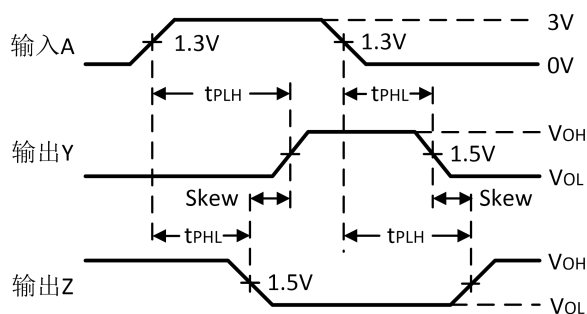 输入A
1.3V
1.3V
3V
0V
tPLH
tPHL
输出Y
1.5V
VOH
VOL
Skew
Skew
tPHL
tPLH
输出Z
1.5V
VOH
VOL